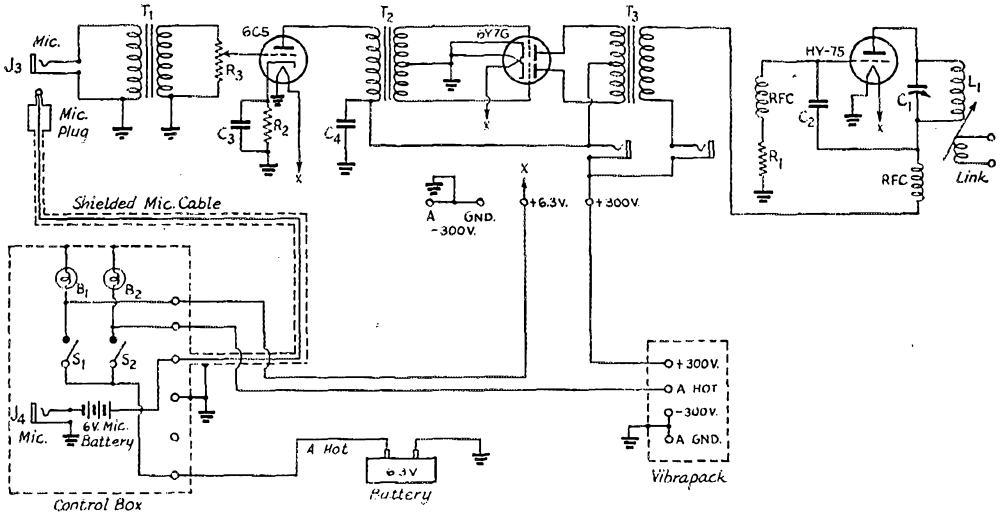 T1
T2
T3
Mic.
J3
6C5
6Y7G
HY-75
R3
RFC
C2
C1
L1
Mic.
Plug
C3
R2
C4
X
X
X
R1
RFC
Link
Shielded Mic. Cable
X
A
GND.
-300V.
+6.3V.
+300V.
B1
B2
S1
S2
+300V.
A HOT
-300V.
A GND.
J4
Mic.
6V. Mic.
Battery
A Hot
6.3V
Battery
Vibrapack
Control Box